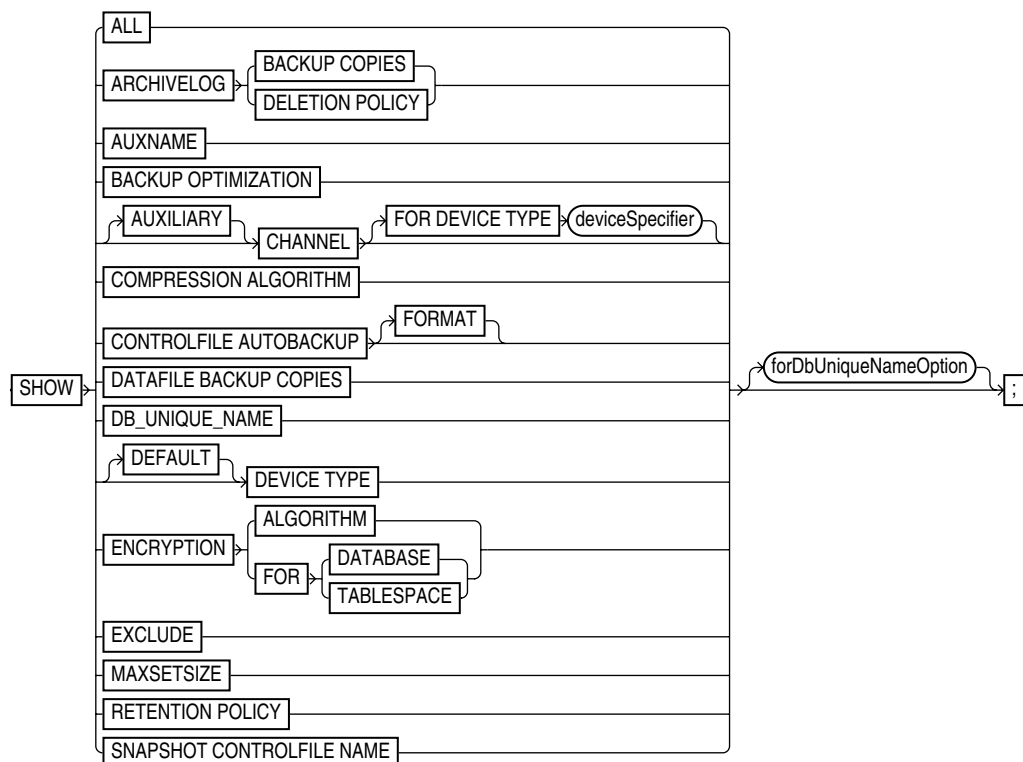 ALL
ARCHIVELOG
BACKUP COPIES
DELETION POLICY
AUXNAME
BACKUP OPTIMIZATION
AUXILIARY
CHANNEL
FOR DEVICE TYPE
deviceSpecifier
COMPRESSION ALGORITHM
CONTROLFILE AUTOBACKUP
FORMAT
SHOW
DATAFILE BACKUP COPIES
DB_UNIQUE_NAME
DEFAULT
DEVICE TYPE
ENCRYPTION
ALGORITHM
FOR
DATABASE
TABLESPACE
EXCLUDE
MAXSETSIZE
RETENTION POLICY
SNAPSHOT CONTROLFILE NAME
forDbUniqueNameOption
;